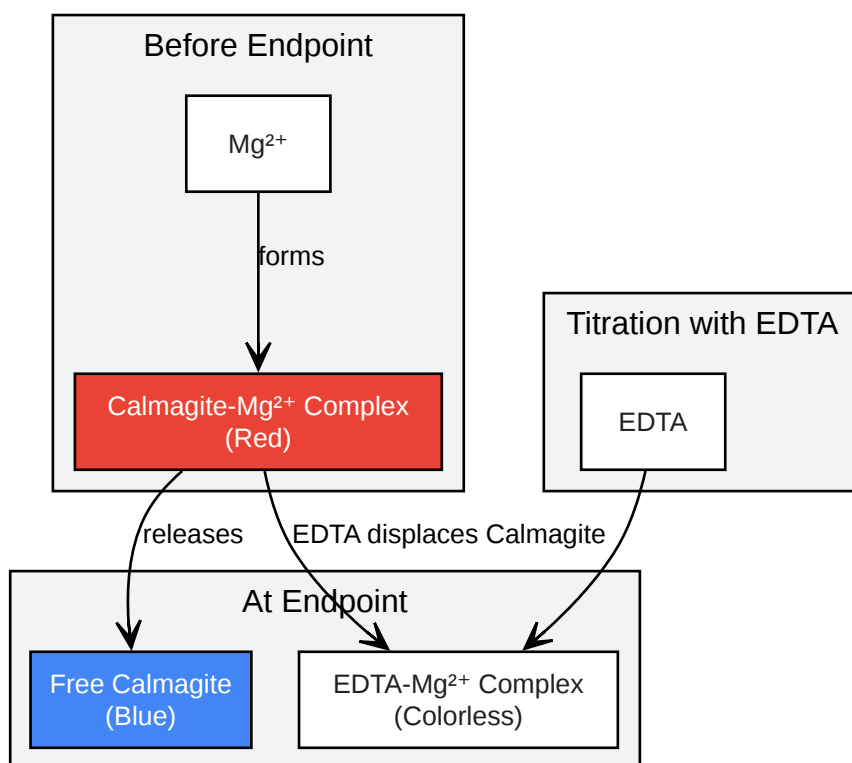 Before Endpoint
Mg²⁺
forms
Titration with EDTA
Calmagite-Mg²⁺ Complex
(Red)
EDTA
releases
EDTA displaces Calmagite
At Endpoint
Free Calmagite
(Blue)
EDTA-Mg²⁺ Complex
(Colorless)